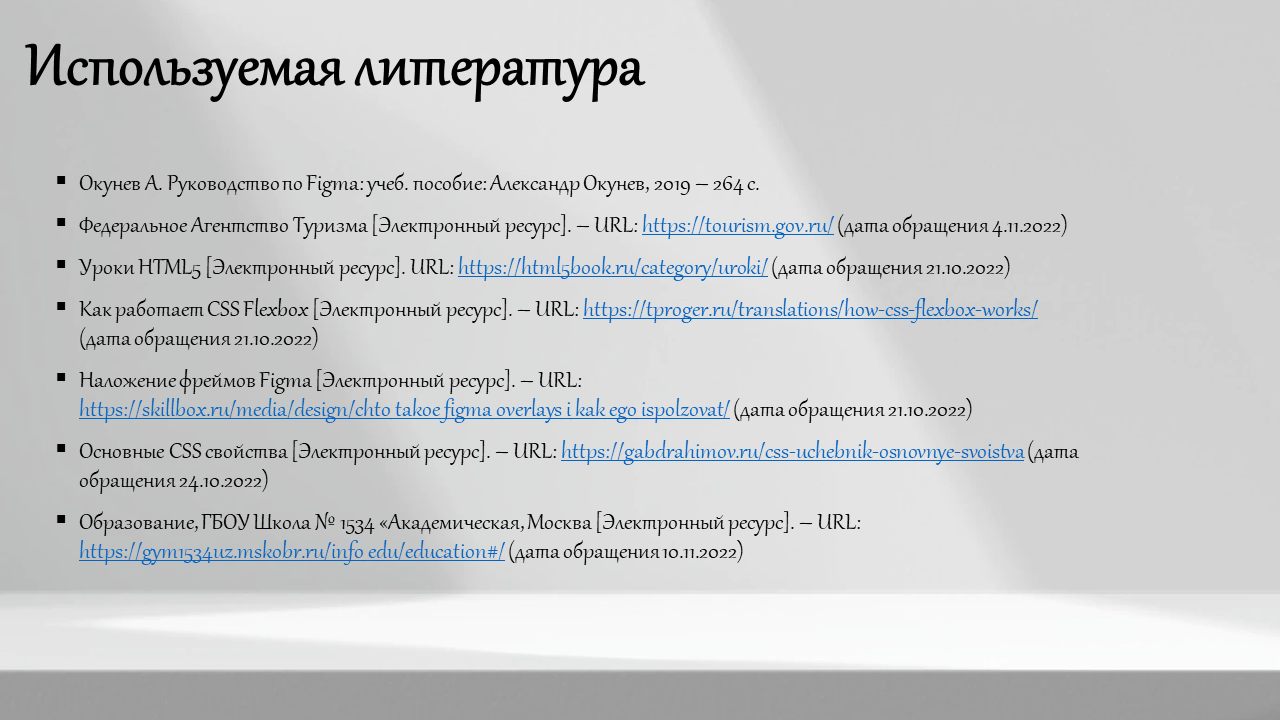 Используемая литература
Окунев А. Руководство по Figma: учеб. пособие: Александр Окунев, 2019 – 264 с.
Федеральное Агентство Туризма [Электронный ресурс]. – URL: https://tourism.gov.ru/ (дата обращения 4.11.2022)
Уроки HTML5 [Электронный ресурс]. URL: https://html5book.ru/category/uroki/ (дата обращения 21.10.2022)
Как работает CSS Flexbox [Электронный ресурс]. – URL: https://tproger.ru/translations/how-css-flexbox-works/
(дата обращения 21.10.2022)
Наложение фреймов Figma [Электронный ресурс]. – URL:
https://skillbox.ru/media/design/chto takoe figma overlays i kak ego ispolzovat/ (дата обращения 21.10.2022)
Основные CSS свойства [Электронный ресурс]. – URL: https://gabdrahimov.ru/css-uchebnik-osnovnye-svoistva (дата
обращения 24.10.2022)
Образование, ГБОУ Школа № 1534 «Академическая, Москва [Электронный ресурс]. – URL:
https://gym1534uz.mskobr.ru/info edu/education#/ (дата обращения 10.11.2022)